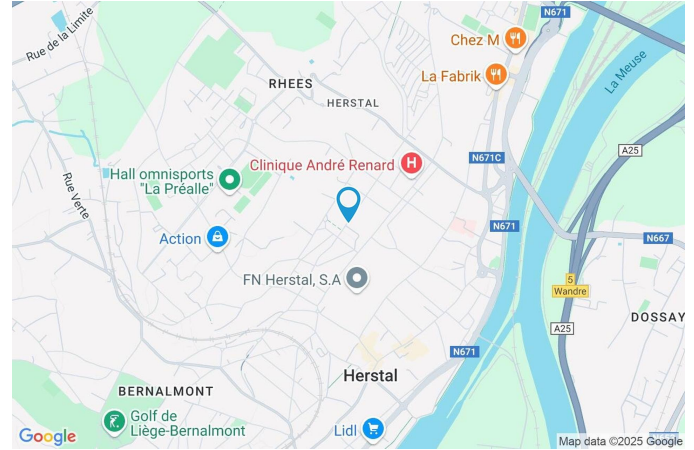 N671
Rue de la Limite
Chez M
La Meuse
RHEES
La Fabrik
HERSTAL
A25
Clinique André Renard
H
N671C
Hall omnisports
"La Préalle"
Rue Verte
N671
N667
Action
FN Herstal, S.A
5
Wandre
A25
DOSSAY
N671
Herstal
BERNALMONT
Golf de
Liège-Bernalmont
Lidl
Google
Map data ©2025 Google